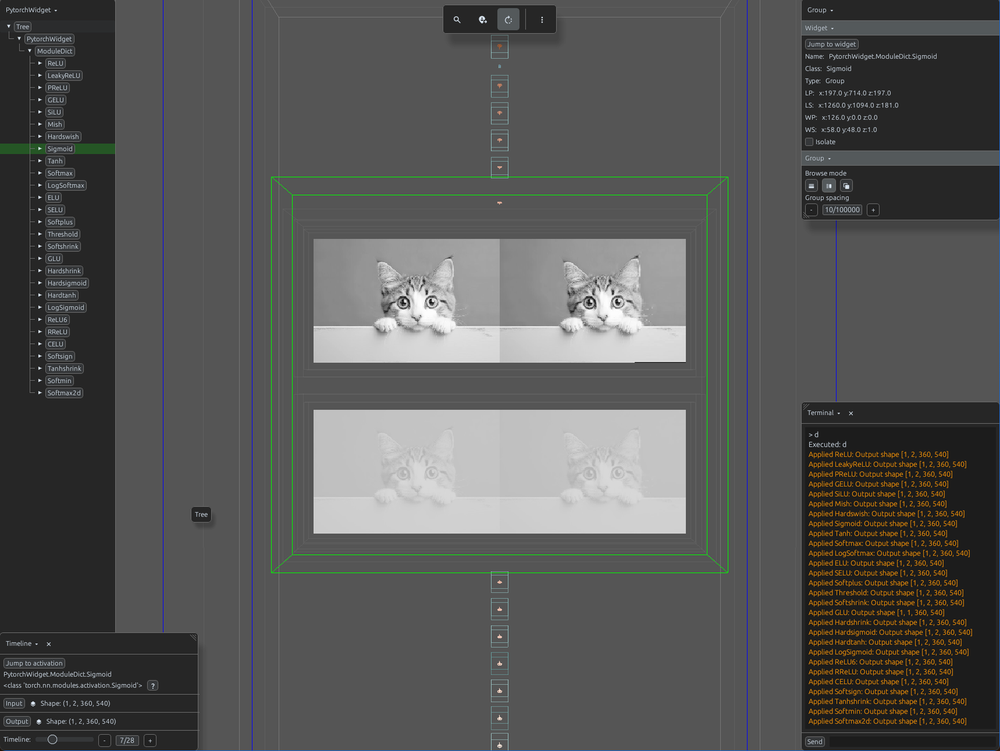 PytorchWidget
Tree
PytorchWidget
ModuleDict
ReLU
LeakyReLU
PReLU
GELU
SiLU
Mish
Hardswish
Sigmoid
Tanh
Softmax
LogSoftmax
ELU
SELU
Softplus
Threshold
Softshrink
GLU
Hardshrink
Hardsigmoid
Hardtanh
LogSigmoid
ReLU6
RReLU
CELU
Softsign
Tanhshrink
Softmin
Softmax2d
Tree
Timeline
Jump to activation
PytorchWidget.ModuleDict.Sigmoid
<class 'torch.nn.modules.activation.Sigmoid'> ?
Input Shape: (1, 2, 360, 540)
Output Shape: (1, 2, 360, 540)
Timeline: - 7/28 +
Group
Widget
Jump to widget
Name: PytorchWidget.ModuleDict.Sigmoid
Class: Sigmoid
Type: Group
LP: x:197.0 y:714.0 z:197.0
LS: x:1260.0 y:1094.0 z:181.0
WP: x:126.0 y:0.0 z:0.0
WS: x:58.0 y:48.0 z:1.0
Isolate
Group
Browse mode
Group spacing
- 10/100000 +
Terminal
> d
Executed: d
Applied ReLU: Output shape [1, 2, 360, 540]
Applied LeakyReLU: Output shape [1, 2, 360, 540]
Applied PReLU: Output shape [1, 2, 360, 540]
Applied GELU: Output shape [1, 2, 360, 540]
Applied SiLU: Output shape [1, 2, 360, 540]
Applied Mish: Output shape [1, 2, 360, 540]
Applied Hardswish: Output shape [1, 2, 360, 540]
Applied Sigmoid: Output shape [1, 2, 360, 540]
Applied Tanh: Output shape [1, 2, 360, 540]
Applied Softmax: Output shape [1, 2, 360, 540]
Applied LogSoftmax: Output shape [1, 2, 360, 540]
Applied ELU: Output shape [1, 2, 360, 540]
Applied SELU: Output shape [1, 2, 360, 540]
Applied Softplus: Output shape [1, 2, 360, 540]
Applied Threshold: Output shape [1, 2, 360, 540]
Applied Softshrink: Output shape [1, 2, 360, 540]
Applied GLU: Output shape [1, 1, 360, 540]
Applied Hardshrink: Output shape [1, 2, 360, 540]
Applied Hardsigmoid: Output shape [1, 2, 360, 540]
Applied Hardtanh: Output shape [1, 2, 360, 540]
Applied LogSigmoid: Output shape [1, 2, 360, 540]
Applied ReLU6: Output shape [1, 2, 360, 540]
Applied RReLU: Output shape [1, 2, 360, 540]
Applied CELU: Output shape [1, 2, 360, 540]
Applied Softsign: Output shape [1, 2, 360, 540]
Applied Tanhshrink: Output shape [1, 2, 360, 540]
Applied Softmin: Output shape [1, 2, 360, 540]
Applied Softmax2d: Output shape [1, 2, 360, 540]
Send